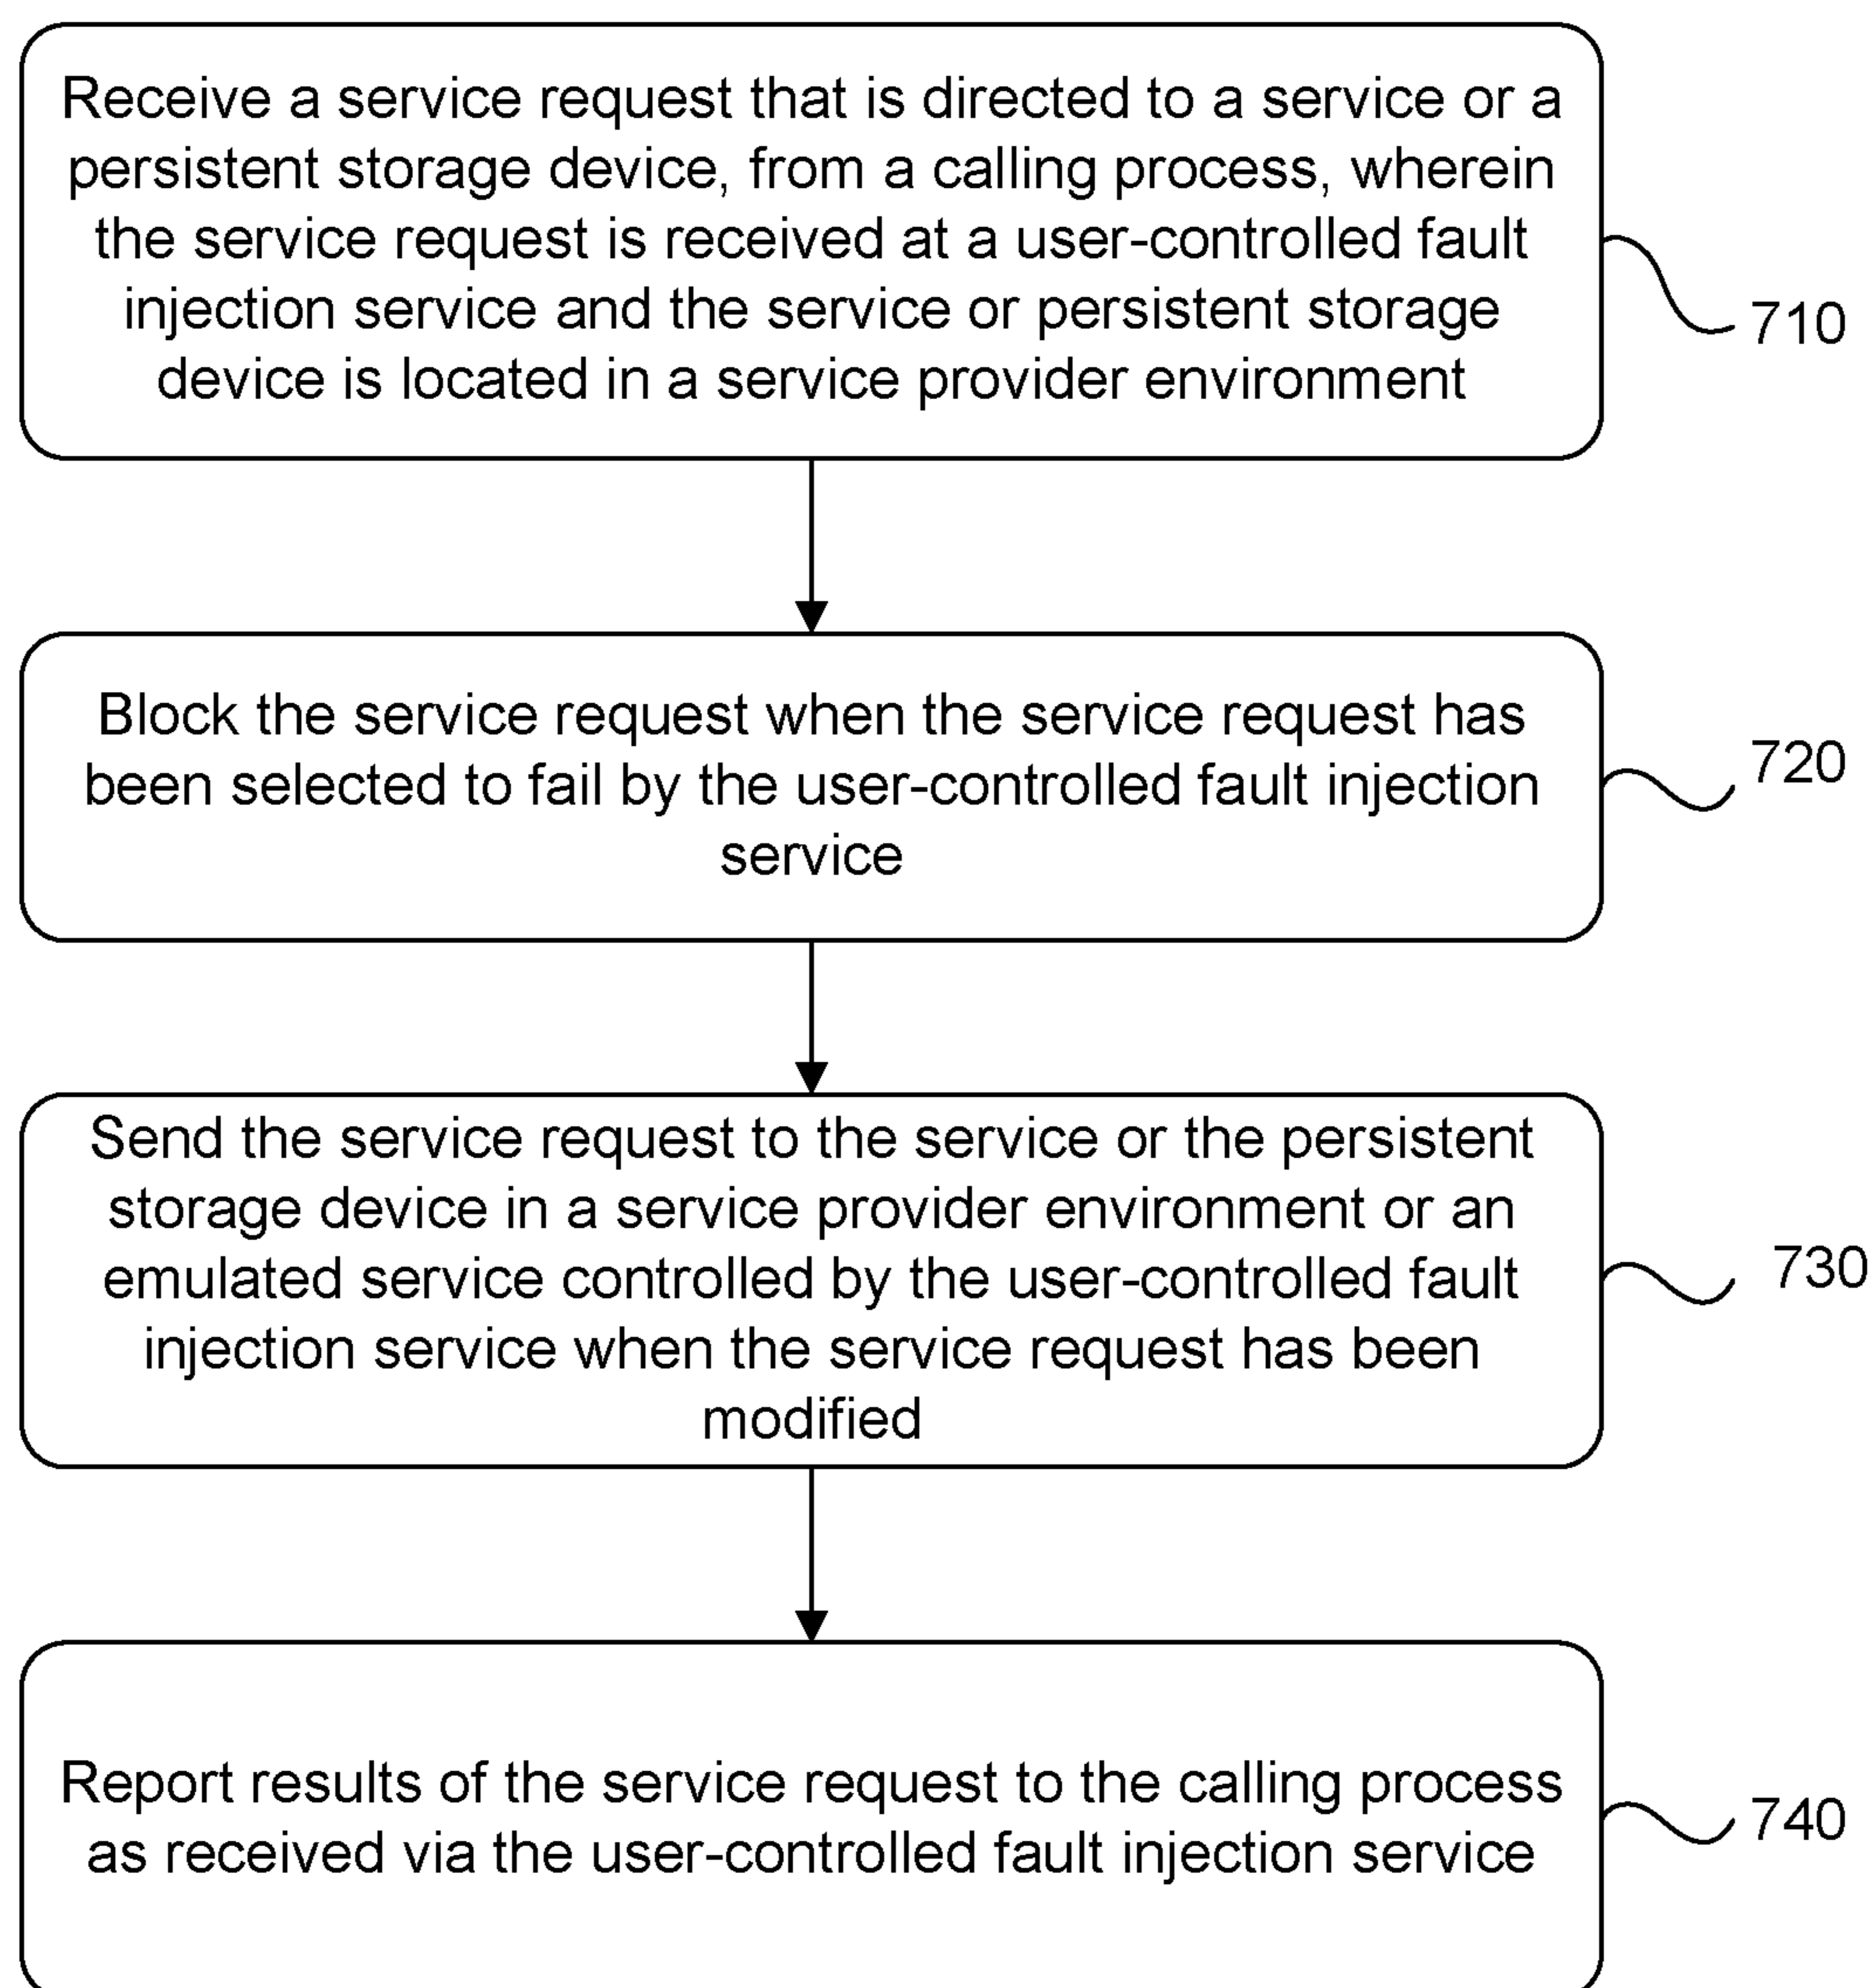 Receive a service request that is directed to a service or a
persistent storage device, from a calling process, wherein
the service request is received at a user-controlled fault
injection service and the service or persistent storage
device is located in a service provider environment
710
Block the service request when the service request has
been selected to fail by the user-controlled fault injection
service
720
Send the service request to the service or the persistent
storage device in a service provider environment or an
emulated service controlled by the user-controlled fault
injection service when the service request has been
modified
730
Report results of the service request to the calling process
as received via the user-controlled fault injection service
740